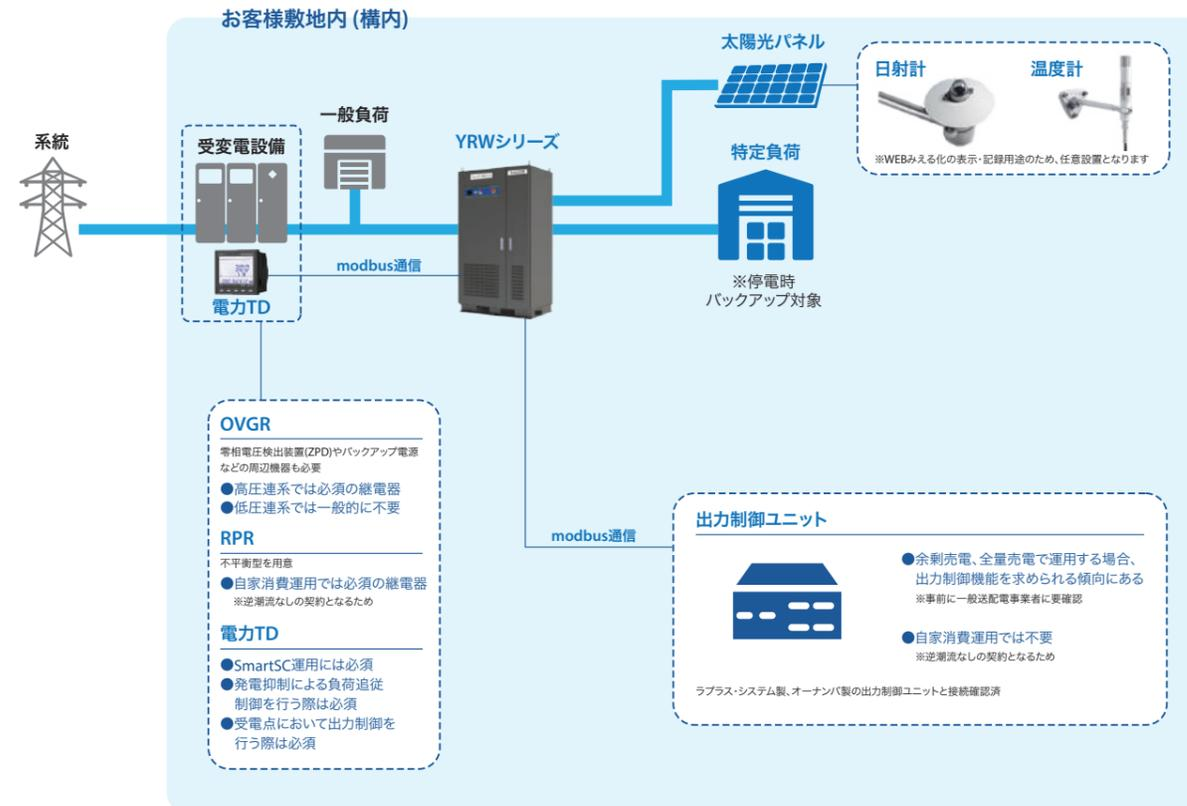 お客様敷地内 (構内)
系統
受変電設備
一般負荷
YRWシリーズ
太陽光パネル
日射計
温度計
※WEBみえる化の表示・記録用途のため、任意設置となります
特定負荷
※停電時
バックアップ対象
modbus通信
電力TD
OVGR
零相電圧検出装置(ZPD)やバックアップ電源
などの周辺機器も必要
●高圧連系では必須の継電器
●低圧連系では一般的に不要
RPR
不平衡型を用意
●自家消費運用では必須の継電器
※逆潮流なしの契約となるため
電力TD
●SmartSC運用には必須
●発電抑制による負荷追従
制御を行う際は必須
●受電点において出力制御を
行う際は必須
modbus通信
出力制御ユニット
●余剰売電、全量売電で運用する場合、
出力制御機能を求められる傾向にある
※事前に一般送配電事業者に要確認
●自家消費運用では不要
※逆潮流なしの契約となるため
ラプラス・システム製、オーナンバ製の出力制御ユニットと接続確認済